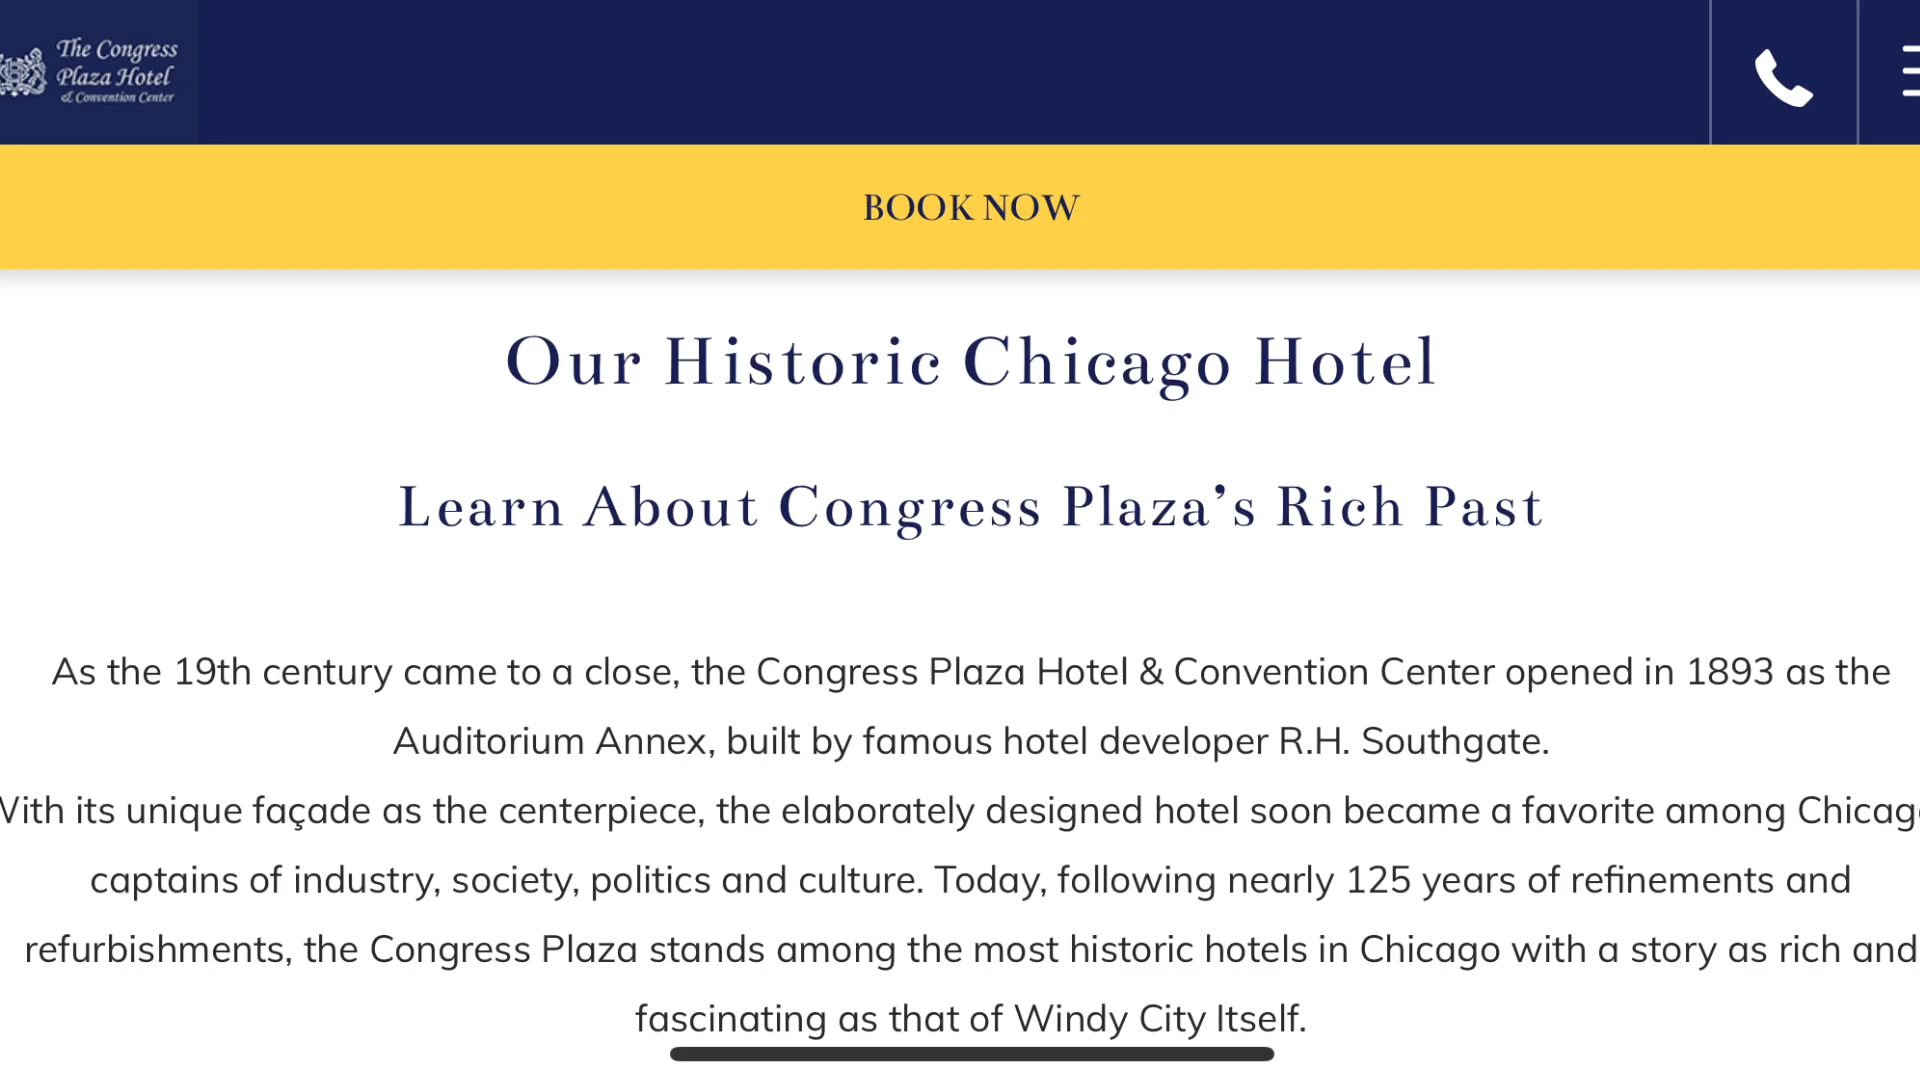 The Congress
Plaza Hotel
& Convention Center
BOOK NOW
Our Historic Chicago Hotel
Learn About Congress Plaza’s Rich Past
As the 19th century came to a close, the Congress Plaza Hotel & Convention Center opened in 1893 as the
Auditorium Annex, built by famous hotel developer R.H. Southgate.
With its unique façade as the centerpiece, the elaborately designed hotel soon became a favorite among Chicago
captains of industry, society, politics and culture. Today, following nearly 125 years of refinements and
refurbishments, the Congress Plaza stands among the most historic hotels in Chicago with a story as rich and
fascinating as that of Windy City Itself.